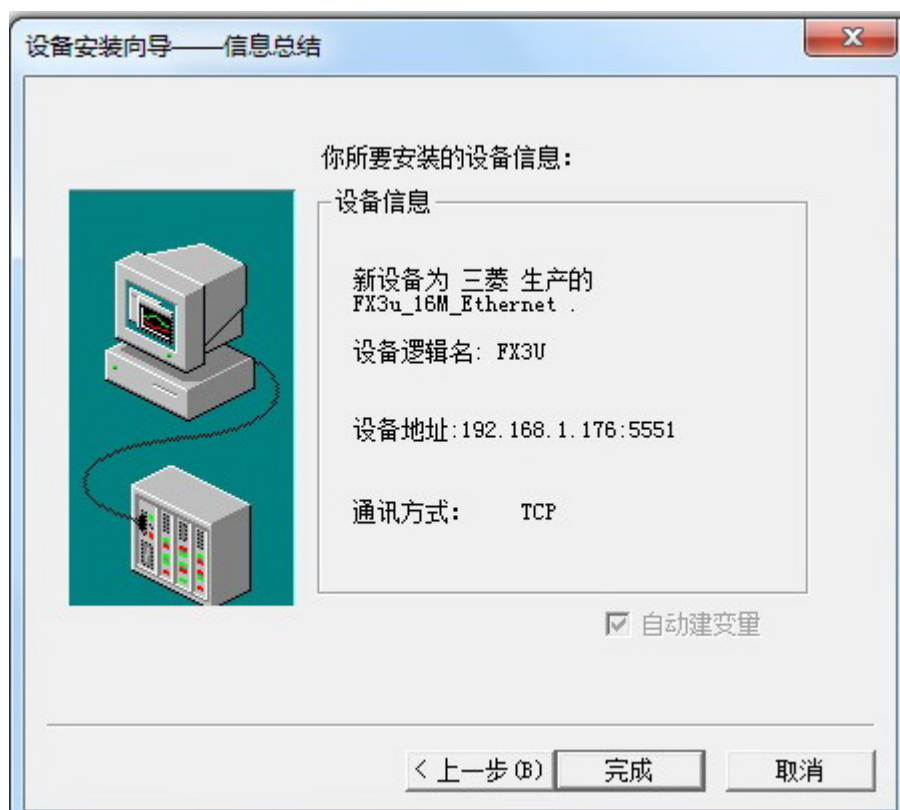 设备安装向导——信息总结
你所要安装的设备信息：
设备信息
新设备为 三菱 生产的
FX3u_16M_Ethernet .
设备逻辑名: FX3U
设备地址:192.168.1.176:5551
通讯方式： TCP
自动建变量
< 上一步(B)
完成
取消